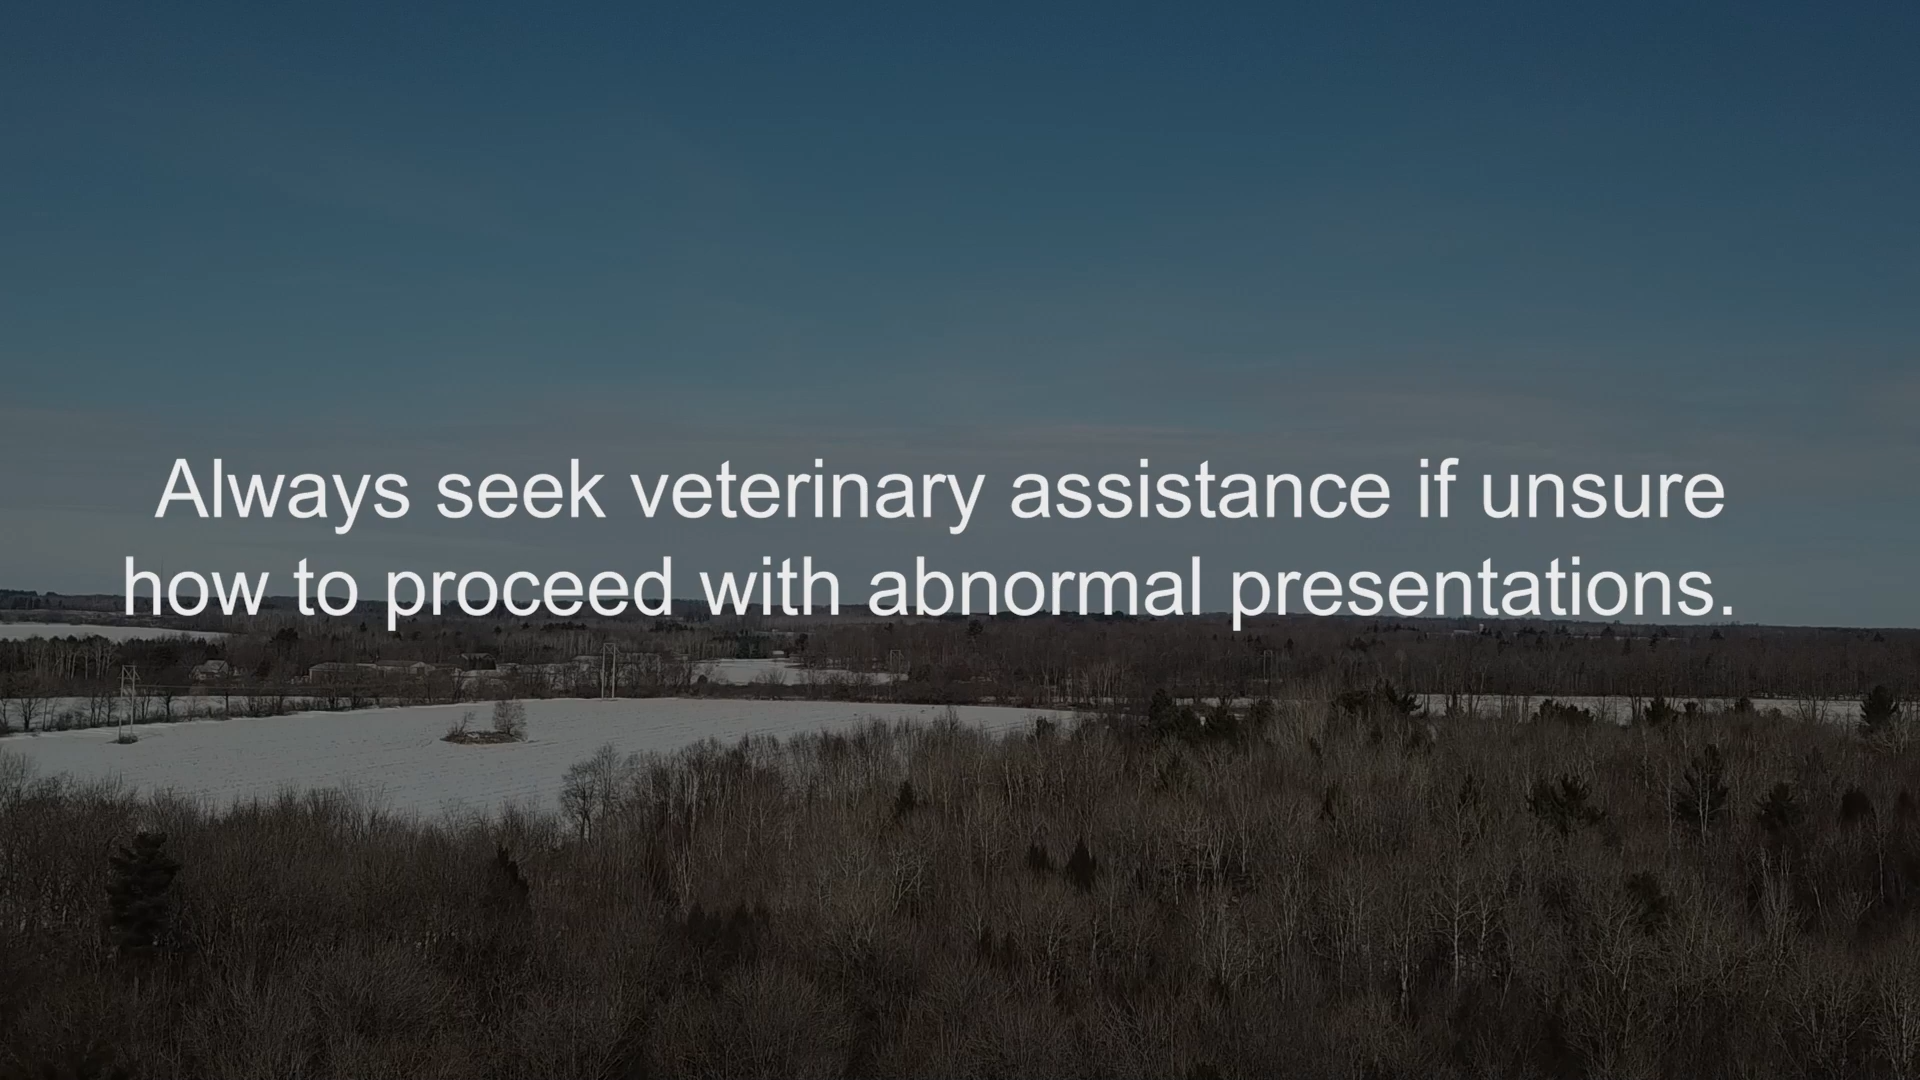 Always seek veterinary assistance if unsure
how to proceed with abnormal presentations.